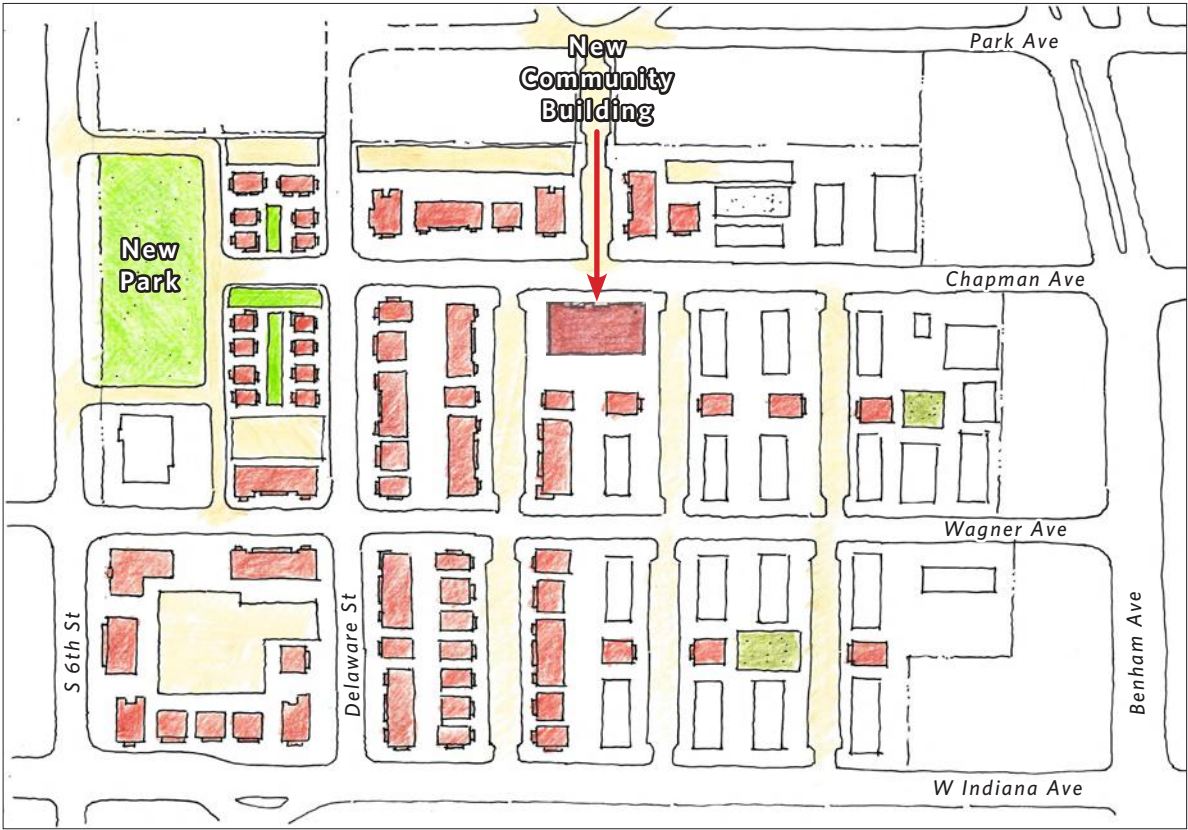 Park Ave
New
Community
Building
New
Park
Chapman Ave
Wagner Ave
S 6th St
Delaware St
Benham Ave
W Indiana Ave